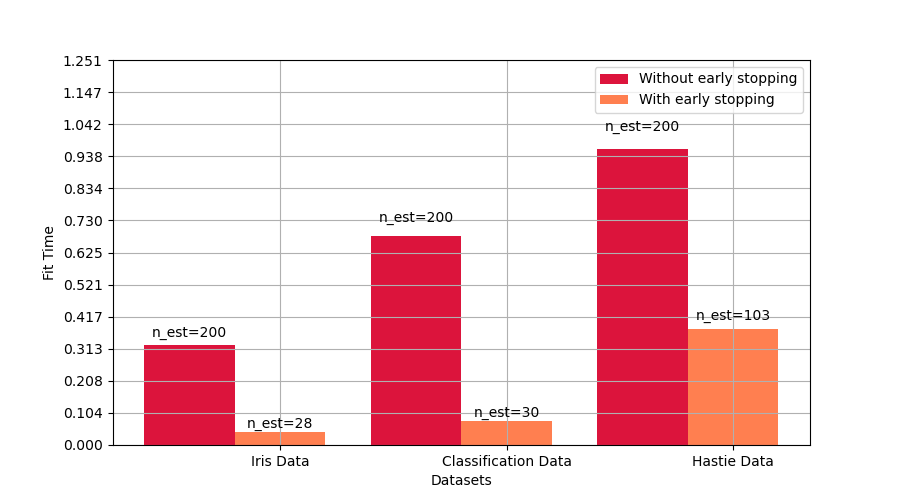 1.251
1.147
1.042
0.938
0.834
0.730
0.625
0.521
0.417
0.313
0.208
0.104
0.000
Fit Time
Without early stopping
With early stopping
n_est=200
n_est=200
n_est=200
n_est=28
n_est=30
n_est=103
Iris Data
Classification Data
Hastie Data
Datasets